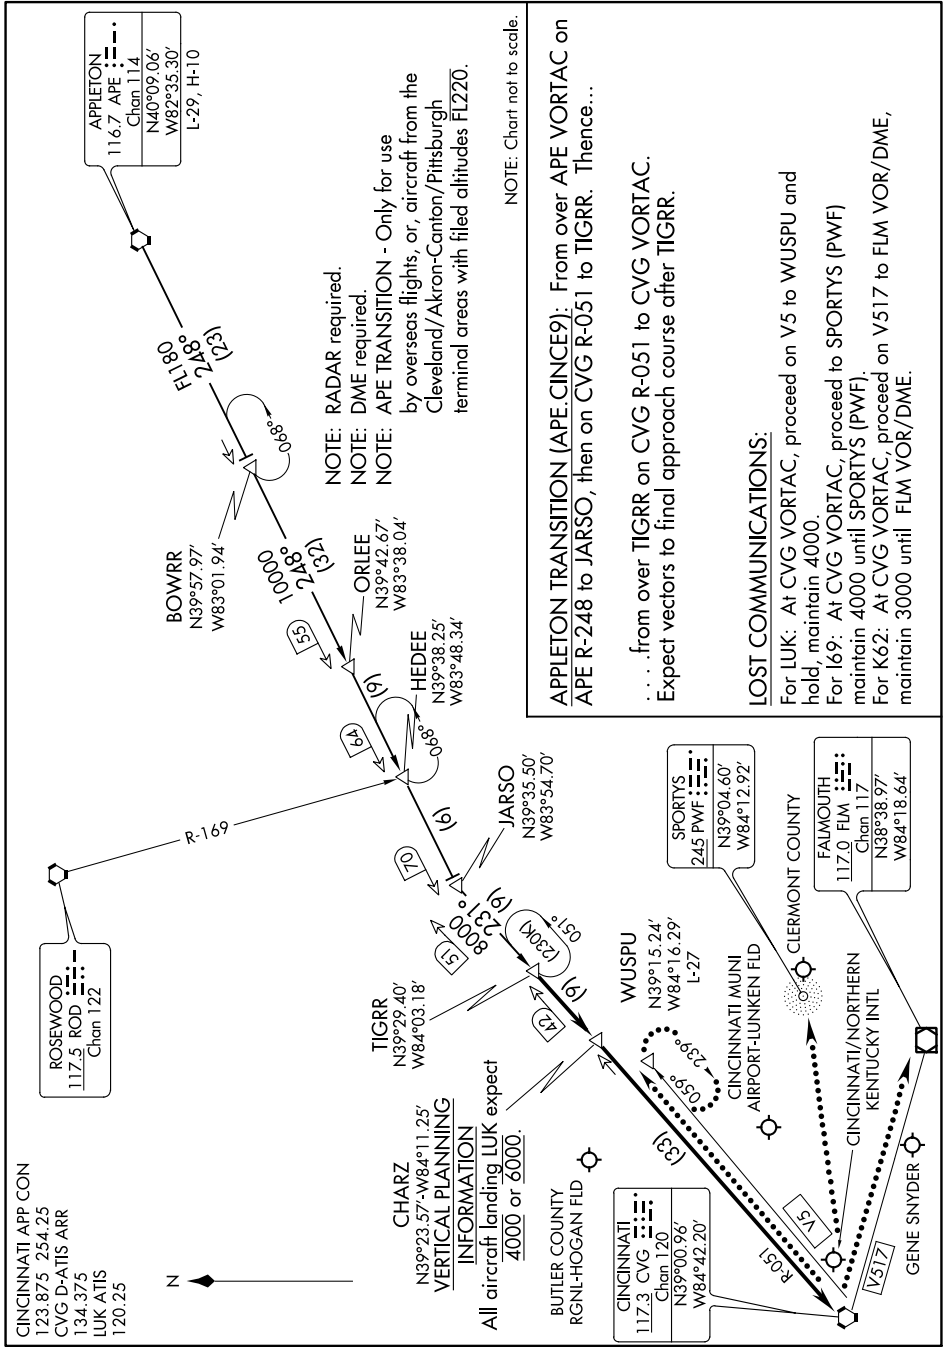 CINCINNATI APP CON
123.875 254.25
CVG D-ATIS ARR
134.375
LUK ATIS
120.25
N
ROSEWOOD
117.5 ROD
Chan 122
R-169
APPLETON
116.7 APE
Chan 114
N40°09.06'
W82°35.30'
L-29, H-10
FL180
248°
(23)
BOWRR
N39°57.97'
W83°01.94'
068°
10000
248°
(32)
55
ORLEE
N39°42.67'
W83°38.04'
(9)
64
HEDEE
N39°38.25'
W83°48.34'
068°
(6)
70
JARSO
N39°35.50'
W83°54.70'
51
8000
231°
(9)
TIGRR
N39°29.40'
W84°03.18'
(230K)
051°
42
(9)
CHARZ
N39°23.57'-W84°11.25'
VERTICAL PLANNING
INFORMATION
All aircraft landing LUK expect
4000 or 6000.
WUSPU
N39°15.24'
W84°16.29'
L-27
059°
239°
(33)
R-051
V5
V517
BUTLER COUNTY
RGNL-HOGAN FLD
CINCINNATI MUNI
AIRPORT-LUNKEN FLD
CINCINNATI
117.3 CVG
Chan 120
N39°00.96'
W84°42.20'
SPORTYS
245 PWF
N39°04.60'
W84°12.92'
CLERMONT COUNTY
FALMOUTH
117.0 FLM
Chan 117
N38°38.97'
W84°18.64'
CINCINNATI/NORTHERN
KENTUCKY INTL
GENE SNYDER
NOTE: RADAR required.
NOTE: DME required.
NOTE: APE TRANSITION - Only for use
by overseas flights, or, aircraft from the
Cleveland/Akron-Canton/Pittsburgh
terminal areas with filed altitudes FL220.
NOTE: Chart not to scale.
APPLETON TRANSITION (APE.CINCE9): From over APE VORTAC on
APE R-248 to JARSO, then on CVG R-051 to TIGRR. Thence...
. . . .from over TIGRR on CVG R-051 to CVG VORTAC.
Expect vectors to final approach course after TIGRR.
LOST COMMUNICATIONS:
For LUK: At CVG VORTAC, proceed on V5 to WUSPU and
hold, maintain 4000.
For I69: At CVG VORTAC, proceed to SPORTYS (PWF)
maintain 4000 until SPORTYS (PWF).
For K62: At CVG VORTAC, proceed on V517 to FLM VOR/DME,
maintain 3000 until FLM VOR/DME.